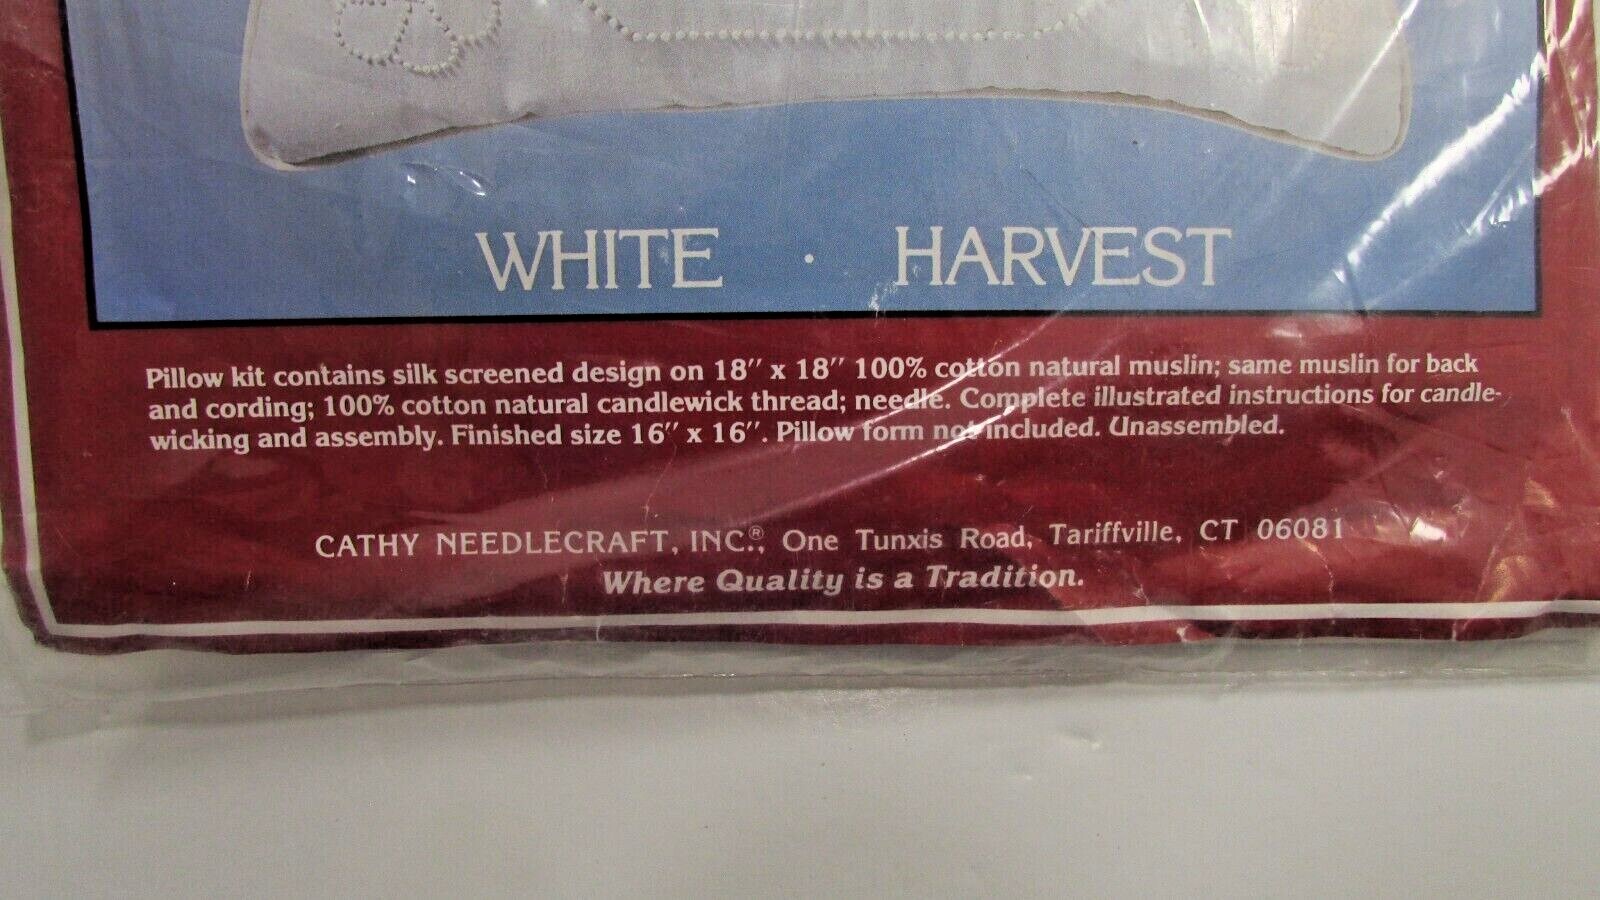 WHITE · HARVEST
Pillow kit contains silk screened design on 18" x 18" 100% cotton natural muslin; same muslin for back
and cording; 100% cotton natural candlewick thread; needle. Complete illustrated instructions for candle-
wicking and assembly. Finished size 16" x 16". Pillow form not included. Unassembled.
CATHY NEEDLECRAFT, INC.®, One Tunxis Road, Tariffville, CT 06081
Where Quality is a Tradition.